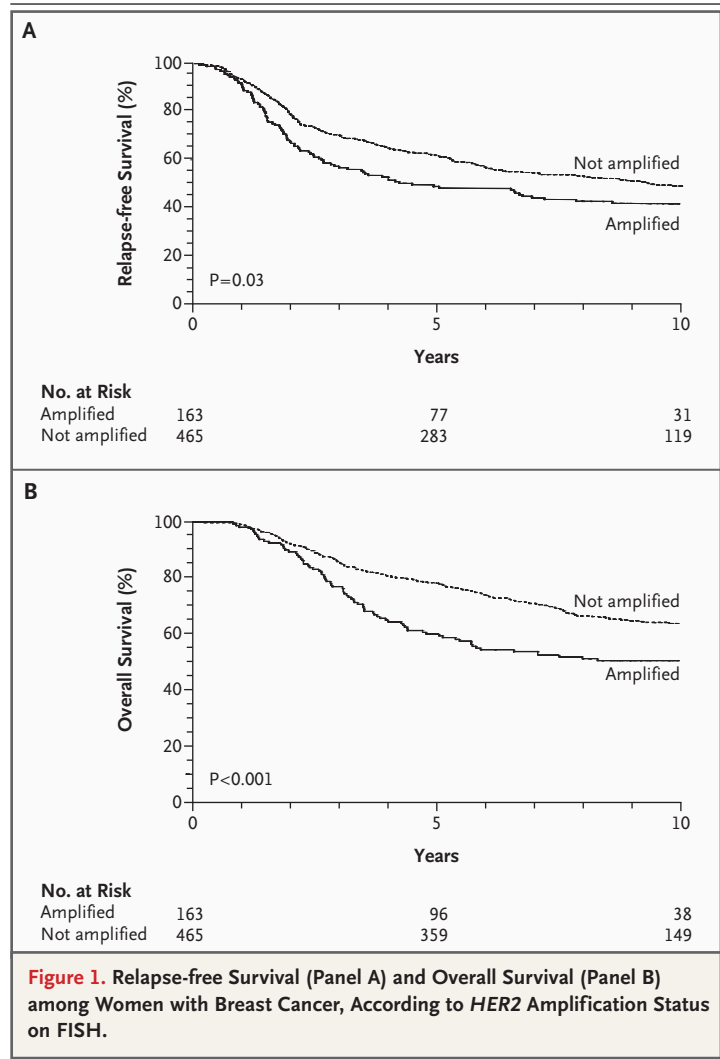 A
100
80
60
40
20
0
Relapse-free Survival (%)
Not amplified
Amplified
P=0.03
0 5 10
Years
No. at Risk
Amplified 163 77 31
Not amplified 465 283 119
B
100
80
60
40
20
0
Overall Survival (%)
Not amplified
Amplified
P<0.001
0 5 10
Years
No. at Risk
Amplified 163 96 38
Not amplified 465 359 149
Figure 1. Relapse-free Survival (Panel A) and Overall Survival (Panel B)
among Women with Breast Cancer, According to HER2 Amplification Status
on FISH.